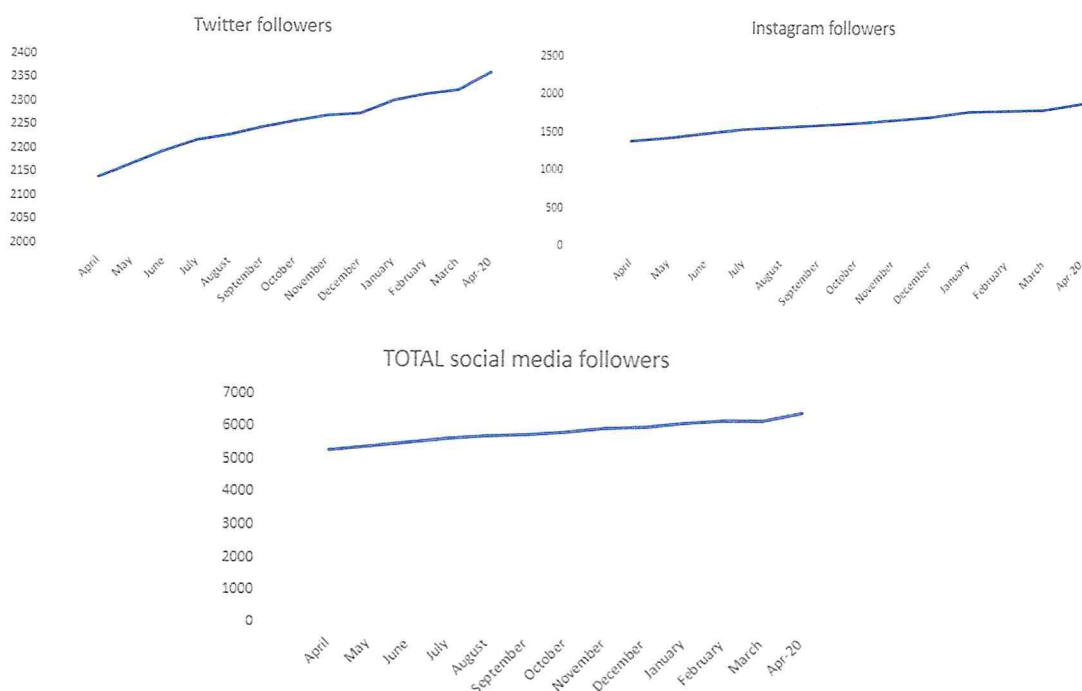 Twitter followers
2400
2350
2300
2250
2200
2150
2100
2050
2000
April
May
June
July
August
September
October
November
December
January
February
March
Apr-20
Instagram followers
2500
2000
1500
1000
500
0
April
May
June
July
August
September
October
November
December
January
February
March
Apr-20
TOTAL social media followers
7000
6000
5000
4000
3000
2000
1000
0
April
May
June
July
August
September
October
November
December
January
February
March
Apr-20